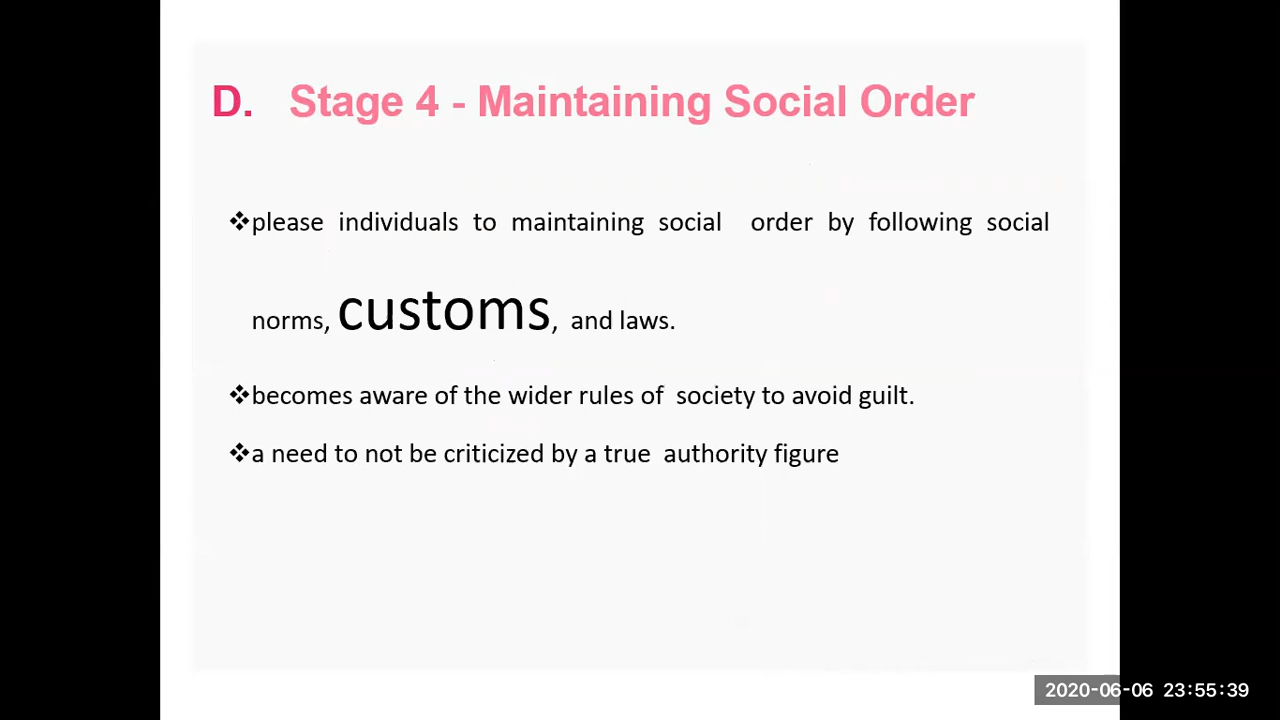 D. Stage 4 - Maintaining Social Order
❖please individuals to maintaining social order by following social
norms, customs, and laws.
❖becomes aware of the wider rules of society to avoid guilt.
❖a need to not be criticized by a true authority figure
2020-06-06 23:55:39